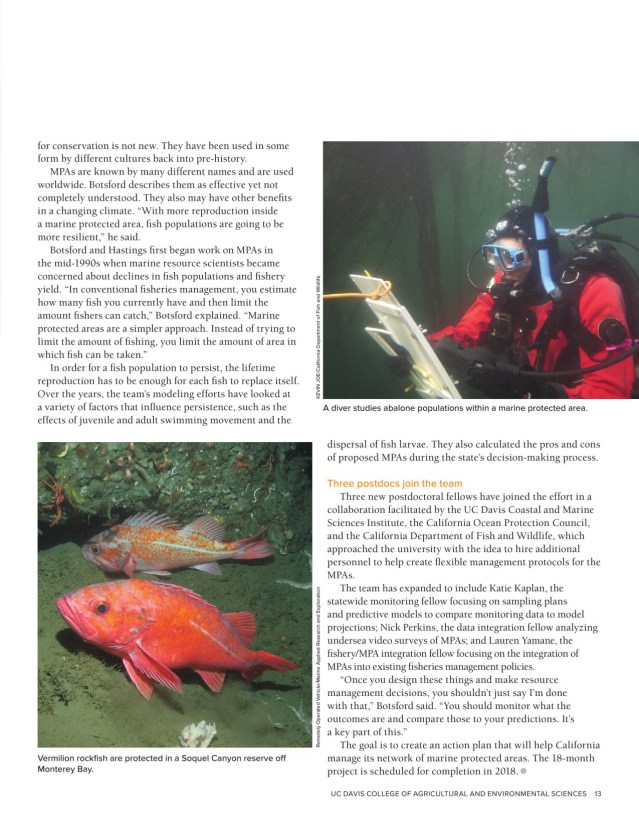 for conservation is not new. They have been used in some
form by different cultures back into pre-history.
MPAs are known by many different names and are used
worldwide. Botsford describes them as effective yet not
completely understood. They also may have other benefits
in a changing climate. “With more reproduction inside
a marine protected area, fish populations are going to be
more resilient,” he said.
Botsford and Hastings first began work on MPAs in
the mid-1990s when marine resource scientists became
concerned about declines in fish populations and fishery
yield. “In conventional fisheries management, you estimate
how many fish you currently have and then limit the
amount fishers can catch,” Botsford explained. “Marine
protected areas are a simpler approach. Instead of trying to
limit the amount of fishing, you limit the amount of area in
which fish can be taken.”
In order for a fish population to persist, the lifetime
reproduction has to be enough for each fish to replace itself.
Over the years, the team’s modeling efforts have looked at
a variety of factors that influence persistence, such as the
effects of juvenile and adult swimming movement and the
KEVIN JOE/California Department of Fish and Wildlife
A diver studies abalone populations within a marine protected area.
Remotely Operated Vehicle/Marine Applied Research and Exploration
Vermilion rockfish are protected in a Soquel Canyon reserve off
Monterey Bay.
dispersal of fish larvae. They also calculated the pros and cons
of proposed MPAs during the state’s decision-making process.
Three postdocs join the team
Three new postdoctoral fellows have joined the effort in a
collaboration facilitated by the UC Davis Coastal and Marine
Sciences Institute, the California Ocean Protection Council,
and the California Department of Fish and Wildlife, which
approached the university with the idea to hire additional
personnel to help create flexible management protocols for the
MPAs.
The team has expanded to include Katie Kaplan, the
statewide monitoring fellow focusing on sampling plans
and predictive models to compare monitoring data to model
projections; Nick Perkins, the data integration fellow analyzing
undersea video surveys of MPAs; and Lauren Yamane, the
fishery/MPA integration fellow focusing on the integration of
MPAs into existing fisheries management policies.
“Once you design these things and make resource
management decisions, you shouldn’t just say I’m done
with that,” Botsford said. “You should monitor what the
outcomes are and compare those to your predictions. It’s
a key part of this.”
The goal is to create an action plan that will help California
manage its network of marine protected areas. The 18-month
project is scheduled for completion in 2018.
UC DAVIS COLLEGE OF AGRICULTURAL AND ENVIRONMENTAL SCIENCES 13